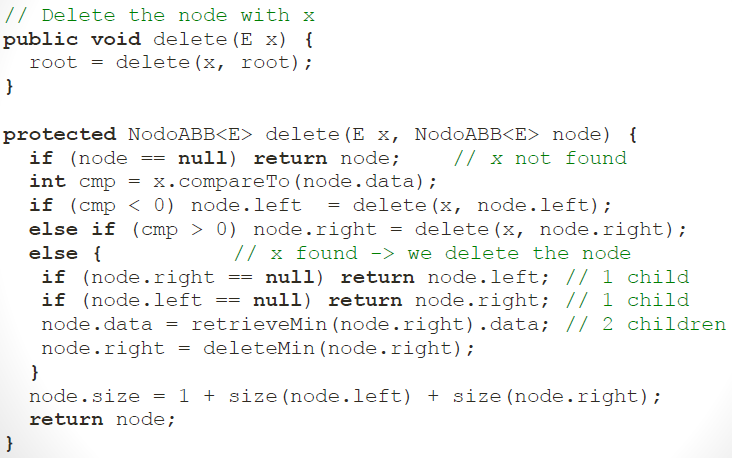 // Delete the node with x
public void delete(E x) {
  root = delete(x, root);
}

protected NodoABB<E> delete(E x, NodoABB<E> node) {
  if (node == null) return node;    // x not found
  int cmp = x.compareTo(node.data);
  if (cmp < 0) node.left  = delete(x, node.left);
  else if (cmp > 0) node.right = delete(x, node.right);
  else {          // x found -> we delete the node
   if (node.right == null) return node.left; // 1 child
   if (node.left == null) return node.right; // 1 child
   node.data = retrieveMin(node.right).data; // 2 children
   node.right = deleteMin(node.right);
  }
  node.size = 1 + size(node.left) + size(node.right);
  return node;
}